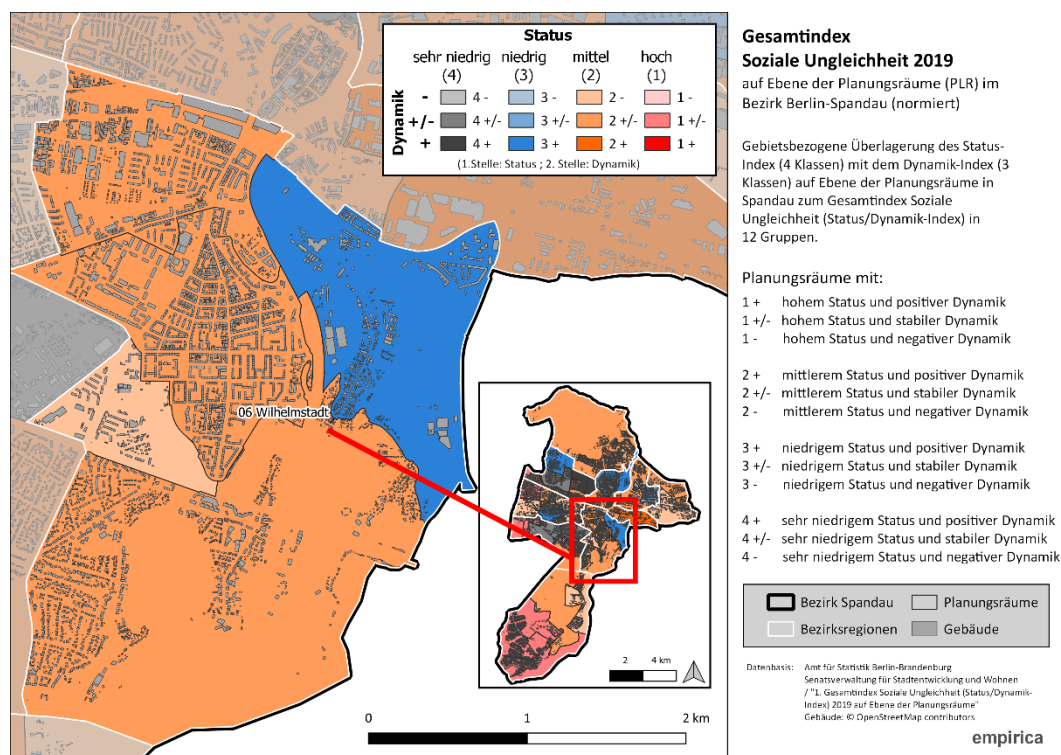 Status
sehr niedrig niedrig mittel hoch
(4) (3) (2) (1)
Dynamik
- 4 - 3 - 2 - 1 -
+/- 4 +/- 3 +/- 2 +/- 1 +/-
+ 4 + 3 + 2 + 1 +
(1.Stelle: Status ; 2. Stelle: Dynamik)
06 Wilhelmstadt
2 4 km
0 1 2 km
Gesamtindex
Soziale Ungleichheit 2019
auf Ebene der Planungsräume (PLR) im
Bezirk Berlin-Spandau (normiert)
Gebietsbezogene Überlagerung des Status-
Index (4 Klassen) mit dem Dynamik-Index (3
Klassen) auf Ebene der Planungsräume in
Spandau zum Gesamtindex Soziale
Ungleichheit (Status/Dynamik-Index) in
12 Gruppen.
Planungsräume mit:
1 + hohem Status und positiver Dynamik
1 +/- hohem Status und stabiler Dynamik
1 - hohem Status und negativer Dynamik
2 + mittlerem Status und positiver Dynamik
2 +/- mittlerem Status und stabiler Dynamik
2 - mittlerem Status und negativer Dynamik
3 + niedrigem Status und positiver Dynamik
3 +/- niedrigem Status und stabiler Dynamik
3 - niedrigem Status und negativer Dynamik
4 + sehr niedrigem Status und positiver Dynamik
4 +/- sehr niedrigem Status und stabiler Dynamik
4 - sehr niedrigem Status und negativer Dynamik
Bezirk Spandau Planungsräume
Bezirksregionen Gebäude
Datenbasis: Amt für Statistik Berlin-Brandenburg
Senatsverwaltung für Stadtentwicklung und Wohnen
/ "1. Gesamtindex Soziale Ungleichheit (Status/Dynamik-
Index) 2019 auf Ebene der Planungsräume"
Gebäude: © OpenStreetMap contributors
empirica